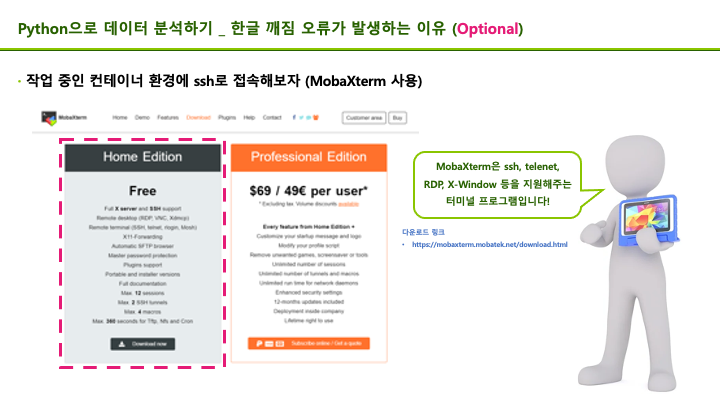 Python으로 데이터 분석하기 _ 한글 깨짐 오류가 발생하는 이유 (Optional)
· 작업 중인 컨테이너 환경에 ssh로 접속해보자 (MobaXterm 사용)
MobaXterm Home Demo Features Download Plugins Help Contact Customer area Buy
Home Edition
Free
Full X server and SSH support
Remote desktop (RDP, VNC, Xdmcp)
Remote terminal (SSH, telnet, rlogin, Mosh)
X11-Forwarding
Automatic SFTP browser
Master password protection
Plugins support
Portable and installer versions
Full documentation
Max. 12 sessions
Max. 2 SSH tunnels
Max. 4 macros
Max. 360 seconds for Tftp, Nfs and Cron
Download now
Professional Edition
$69 / 49€ per user*
* Excluding tax. Volume discounts available
Every feature from Home Edition +
Customize your startup message and logo
Modify your profile script
Remove unwanted games, screensaver or tools
Unlimited number of sessions
Unlimited number of tunnels and macros
Unlimited run time for network daemons
Enhanced security settings
12-months updates included
Deployment inside company
Lifetime right to use
Subscribe online / Get a quote
MobaXterm은 ssh, telenet,
RDP, X-Window 등을 지원해주는
터미널 프로그램입니다!
다운로드 링크
• https://mobaxterm.mobatek.net/download.html